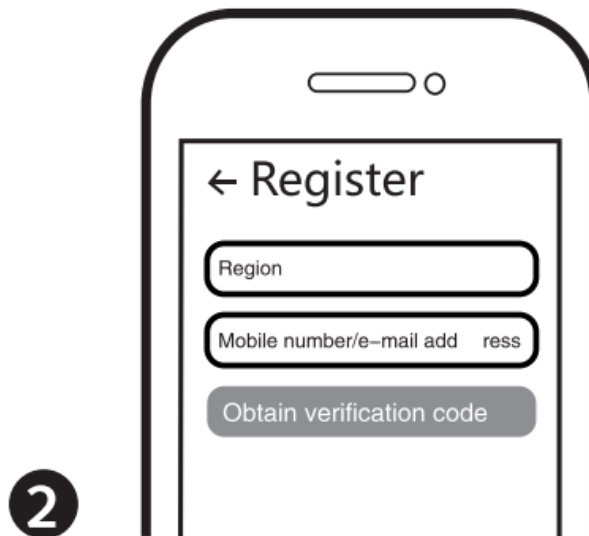 ← Register
Region
Mobile number/e-mail add ress
Obtain verification code
2